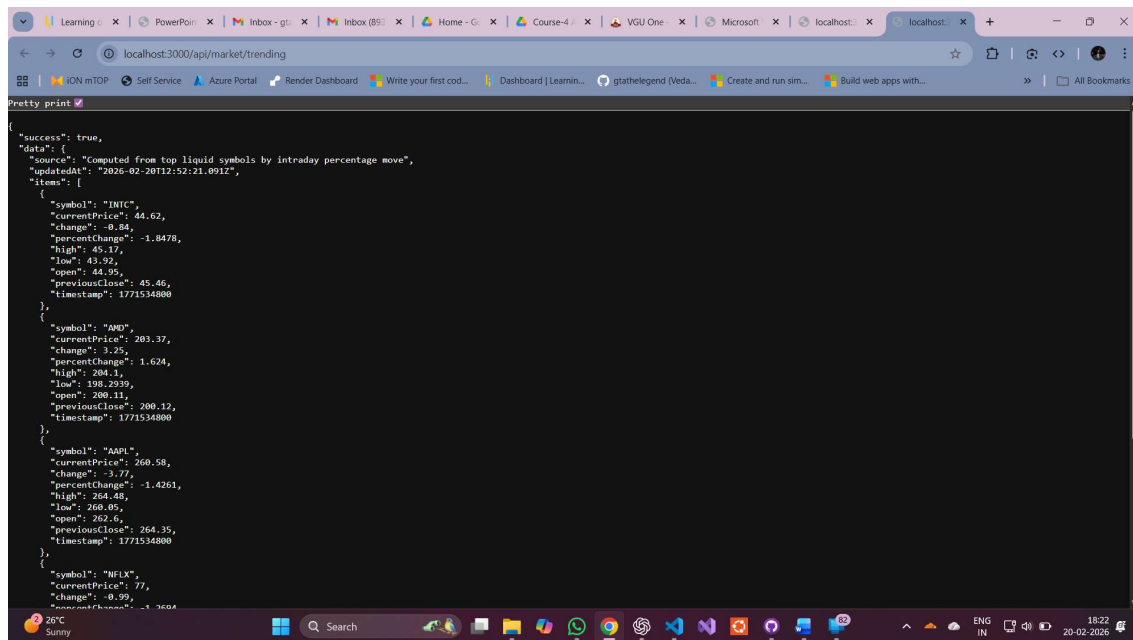 Learning o
PowerPoin
Inbox - gt
Inbox (893
Home - G
Course-4 /
VGU One -
Microsoft
localhost:
localhost:
localhost:3000/api/market/trending
iON mTOP
Self Service
Azure Portal
Render Dashboard
Write your first cod...
Dashboard | Learnin...
gtathelegend (Veda...
Create and run sim...
Build web apps with...
»
All Bookmarks
Pretty print
{
"success": true,
"data": {
"source": "Computed from top liquid symbols by intraday percentage move",
"updatedAt": "2026-02-20T12:52:21.091Z",
"items": [
{
"symbol": "INTC",
"currentPrice": 44.62,
"change": -0.84,
"percentChange": -1.8478,
"high": 45.17,
"low": 43.92,
"open": 44.95,
"previousClose": 45.46,
"timestamp": 1771534800
},
{
"symbol": "AMD",
"currentPrice": 203.37,
"change": 3.25,
"percentChange": 1.624,
"high": 204.1,
"low": 198.2939,
"open": 200.11,
"previousClose": 200.12,
"timestamp": 1771534800
},
{
"symbol": "AAPL",
"currentPrice": 260.58,
"change": -3.77,
"percentChange": -1.4261,
"high": 264.48,
"low": 260.05,
"open": 262.6,
"previousClose": 264.35,
"timestamp": 1771534800
},
{
"symbol": "NFLX",
"currentPrice": 77,
"change": -0.99,
"percentChange": -1.2694
2
26°C
Sunny
Search
82
ENG
IN
18:22
20-02-2026